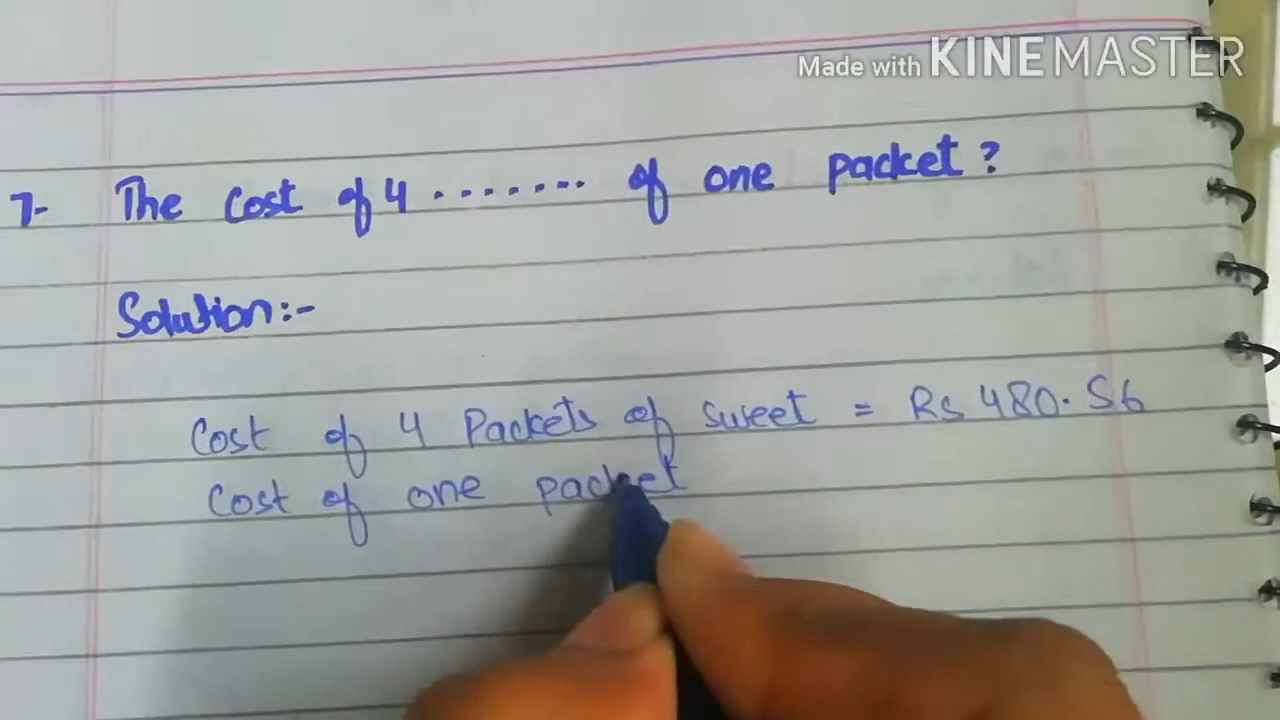 Made with KINEMASTER
7- The cost of 4 ....... of one packet?
Solution:-
Cost of 4 Packets of sweet = Rs 480.56
Cost of one packet